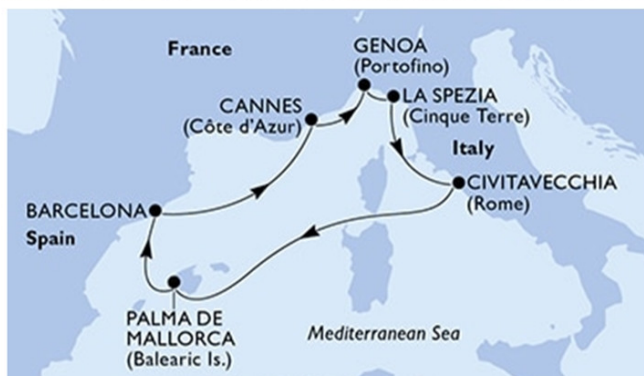 France
GENOA
(Portofino)
CANNES
(Côte d'Azur)
LA SPEZIA
(Cinque Terre)
Italy
CIVITAVECCHIA
(Rome)
BARCELONA
Spain
PALMA DE
MALLORCA
(Balearic Is.)
Mediterranean Sea